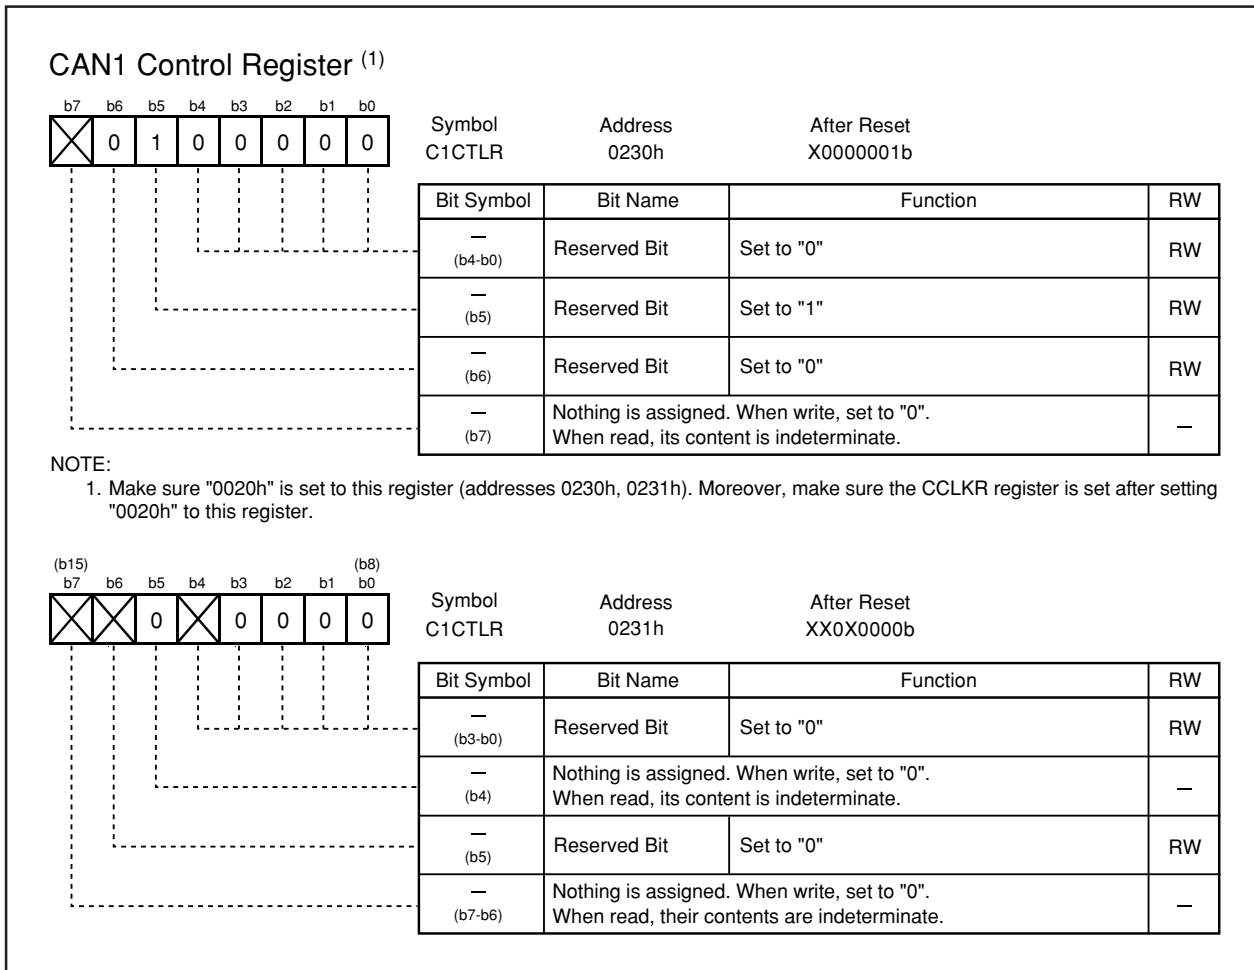 CAN1 Control Register (1)
b7 b6 b5 b4 b3 b2 b1 b0
0 1 0 0 0 0 0
Symbol Address After Reset
C1CTLR 0230h X0000001b
Bit Symbol Bit Name Function RW
— (b4-b0) Reserved Bit Set to "0" RW
— (b5) Reserved Bit Set to "1" RW
— (b6) Reserved Bit Set to "0" RW
— (b7) Nothing is assigned. When write, set to "0".
When read, its content is indeterminate. —
NOTE:
1. Make sure "0020h" is set to this register (addresses 0230h, 0231h). Moreover, make sure the CCLKR register is set after setting
"0020h" to this register.
(b15) (b8)
b7 b6 b5 b4 b3 b2 b1 b0
0 0 0 0 0
Symbol Address After Reset
C1CTLR 0231h XX0X0000b
Bit Symbol Bit Name Function RW
— (b3-b0) Reserved Bit Set to "0" RW
— (b4) Nothing is assigned. When write, set to "0".
When read, its content is indeterminate. —
— (b5) Reserved Bit Set to "0" RW
— (b7-b6) Nothing is assigned. When write, set to "0".
When read, their contents are indeterminate. —